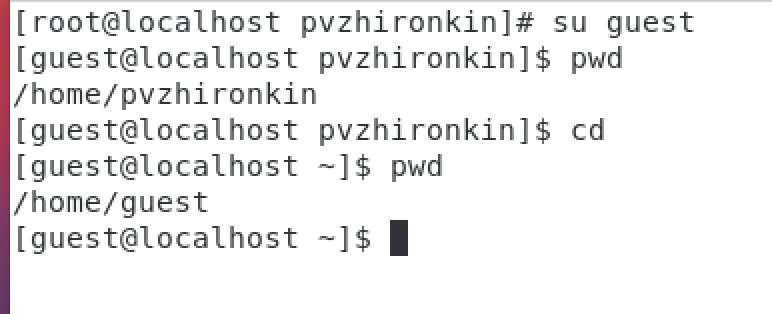 [root@localhost pvzhironkin]# su guest
[guest@localhost pvzhironkin]$ pwd
/home/pvzhironkin
[guest@localhost pvzhironkin]$ cd
[guest@localhost ~]$ pwd
/home/guest
[guest@localhost ~]$